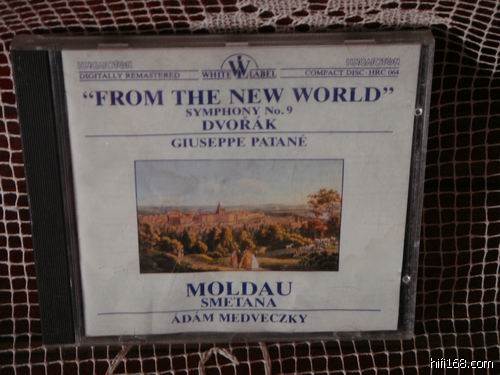 HUNGAROTON HUNGAROTON
DIGITALLY REMASTERED WHITE LABEL COMPACT DISC · HRC 064
"FROM THE NEW WORLD"
SYMPHONY No. 9
DVOŘÁK
GIUSEPPE PATANÉ
MOLDAU
SMETANA
ÁDÁM MEDVECZKY
hifi168.com